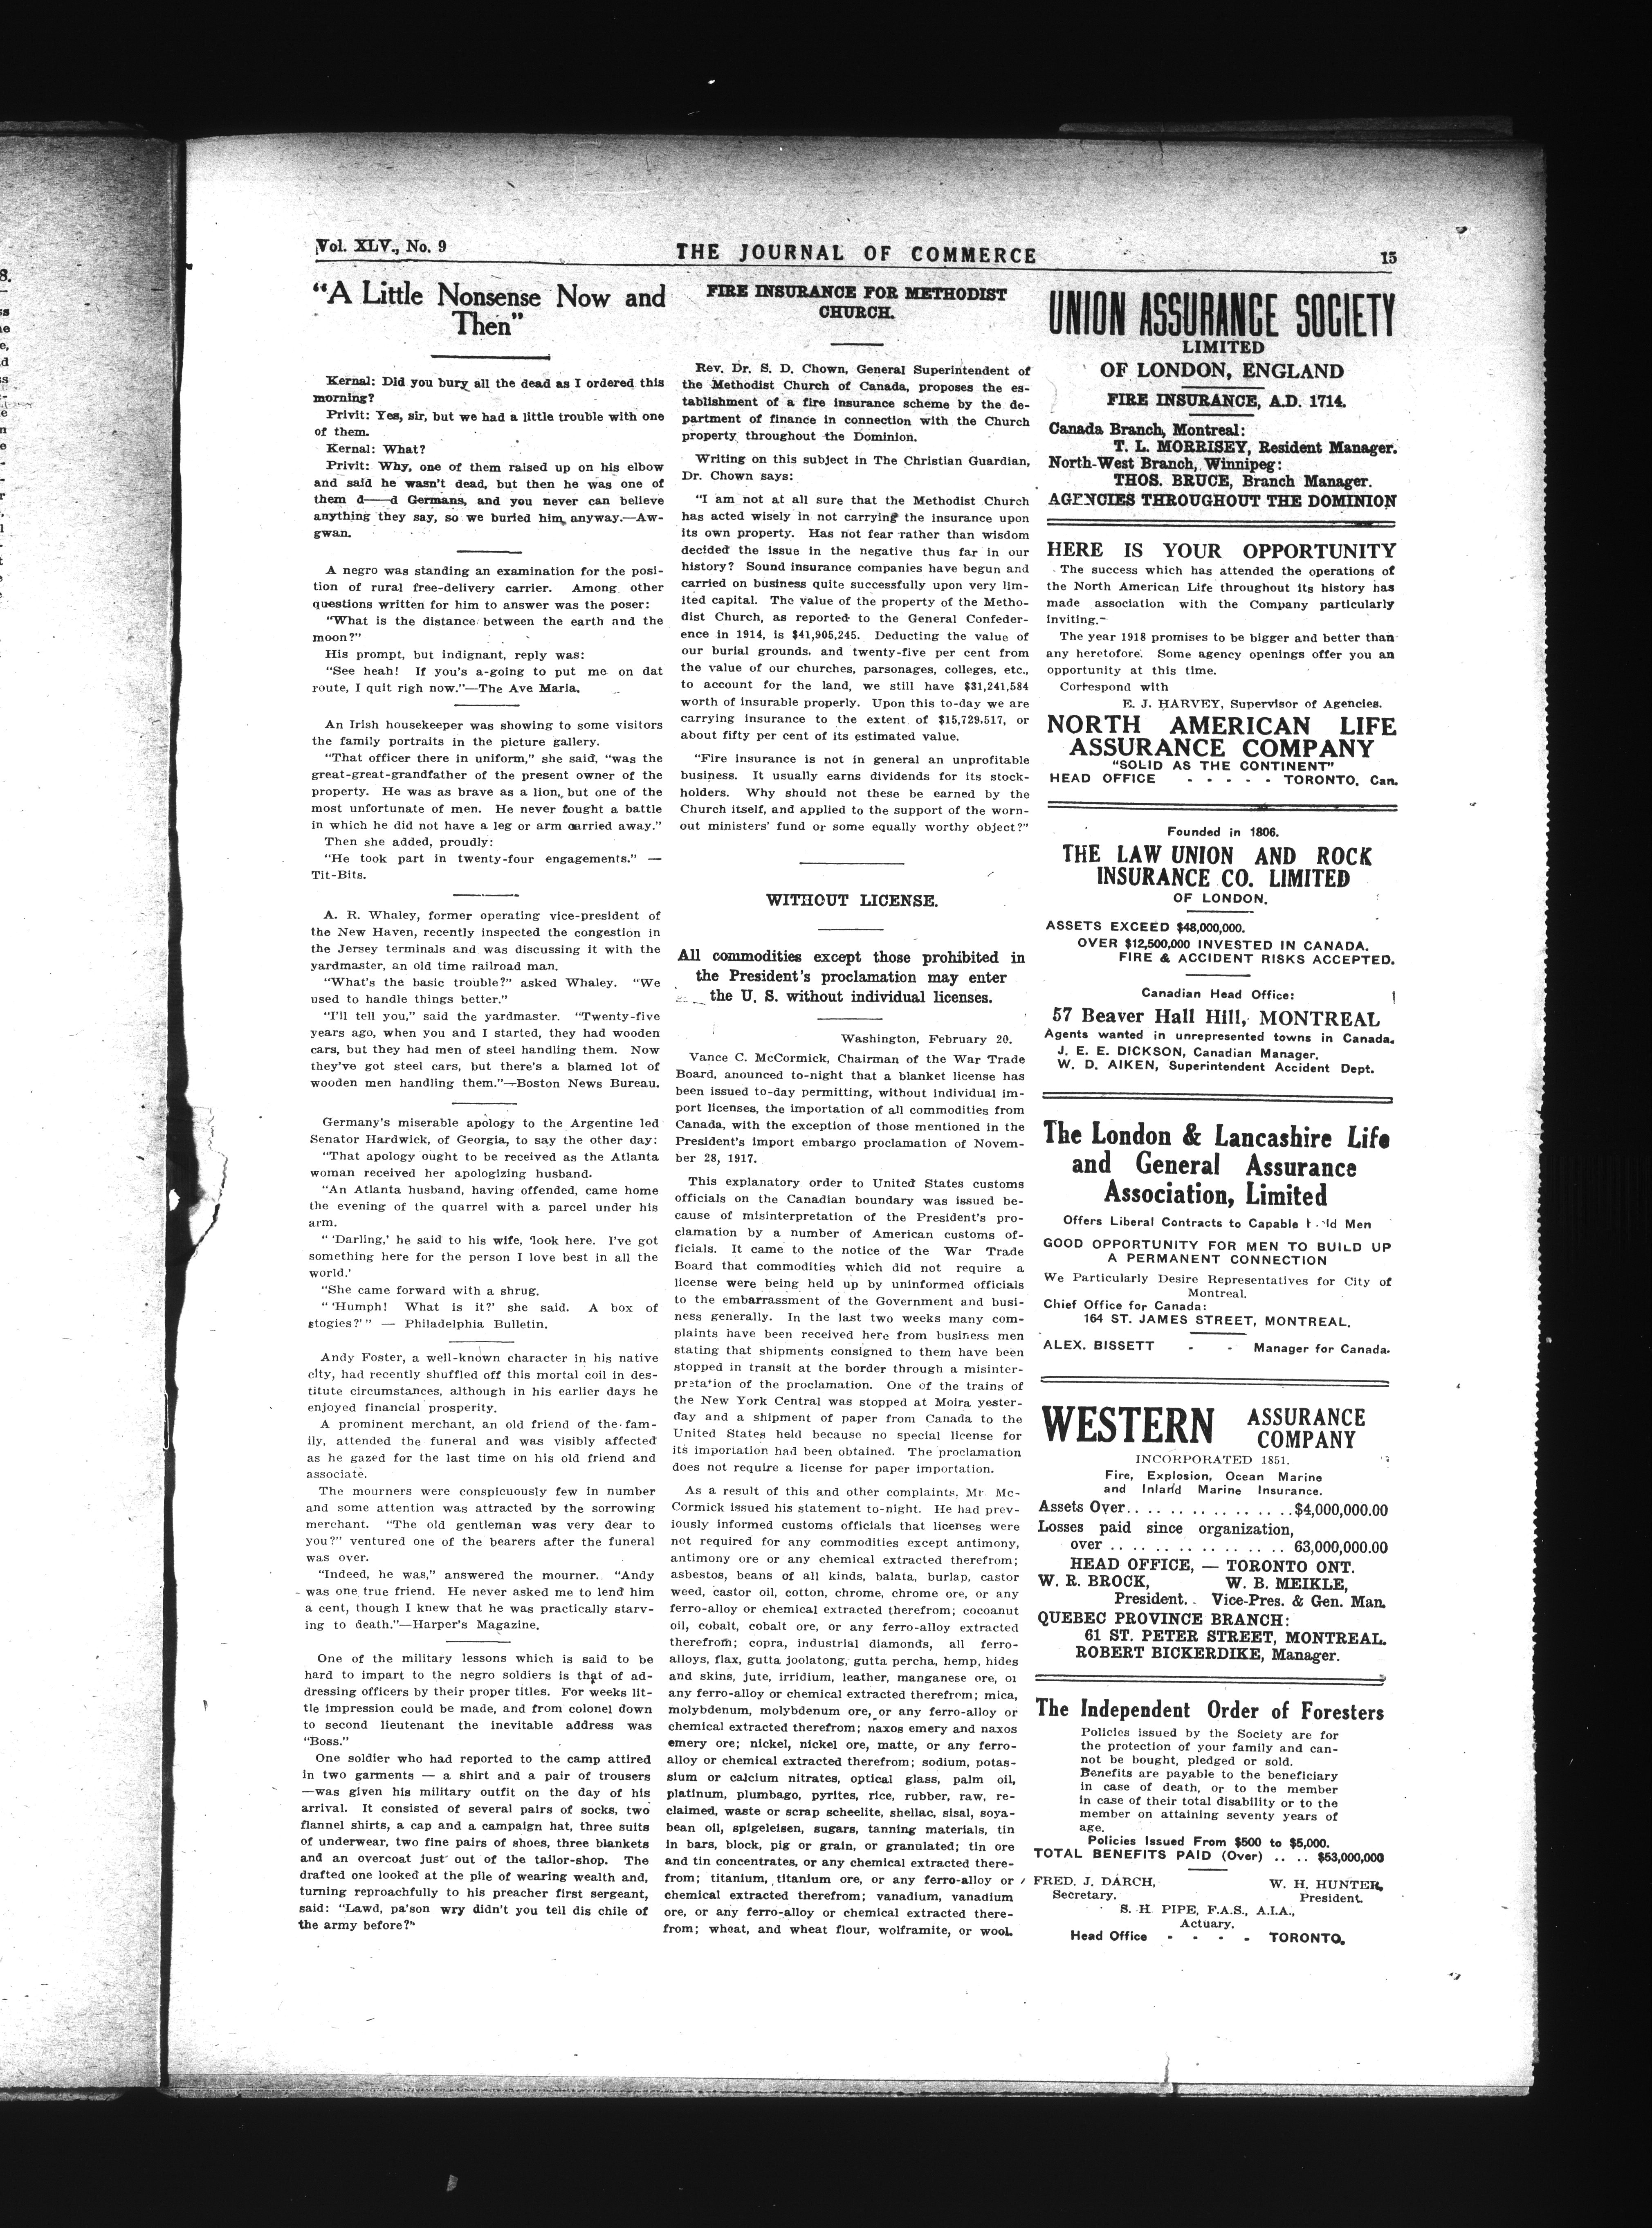 Vol. XLV., No. 9
THE JOURNAL OF COMMERCE
15
"A Little Nonsense Now and
Then"
Kernal: Did you bury all the dead as I ordered this
morning?
Privit: Yes, sir, but we had a little trouble with one
of them.
Kernal: What?
Privit: Why, one of them raised up on his elbow
and said he wasn't dead, but then he was one of
them d—d Germans, and you never can believe
anything they say, so we buried him anyway.—Aw-
gwan.
A negro was standing an examination for the posi-
tion of rural free-delivery carrier. Among other
questions written for him to answer was the poser:
"What is the distance between the earth and the
moon?"
His prompt, but indignant, reply was:
"See heah! If you's a-going to put me on dat
route, I quit righ now."—The Ave Maria.
An Irish housekeeper was showing to some visitors
the family portraits in the picture gallery.
"That officer there in uniform," she said, "was the
great-great-grandfather of the present owner of the
property. He was as brave as a lion, but one of the
most unfortunate of men. He never fought a battle
in which he did not have a leg or arm carried away."
Then she added, proudly:
"He took part in twenty-four engagements." —
Tit-Bits.
A. R. Whaley, former operating vice-president of
the New Haven, recently inspected the congestion in
the Jersey terminals and was discussing it with the
yardmaster, an old time railroad man.
"What's the basic trouble?" asked Whaley. "We
used to handle things better."
"I'll tell you," said the yardmaster. "Twenty-five
years ago, when you and I started, they had wooden
cars, but they had men of steel handling them. Now
they've got steel cars, but there's a blamed lot of
wooden men handling them."—Boston News Bureau.
Germany's miserable apology to the Argentine led
Senator Hardwick, of Georgia, to say the other day:
"That apology ought to be received as the Atlanta
woman received her apologizing husband.
"An Atlanta husband, having offended, came home
the evening of the quarrel with a parcel under his
arm.
" 'Darling,' he said to his wife, 'look here. I've got
something here for the person I love best in all the
world.'
"She came forward with a shrug.
" 'Humph! What is it?' she said. A box of
stogies?' " — Philadelphia Bulletin.
Andy Foster, a well-known character in his native
city, had recently shuffled off this mortal coil in des-
titute circumstances, although in his earlier days he
enjoyed financial prosperity.
A prominent merchant, an old friend of the fam-
ily, attended the funeral and was visibly affected
as he gazed for the last time on his old friend and
associate.
The mourners were conspicuously few in number
and some attention was attracted by the sorrowing
merchant. "The old gentleman was very dear to
you?" ventured one of the bearers after the funeral
was over.
"Indeed, he was," answered the mourner. "Andy
was one true friend. He never asked me to lend him
a cent, though I knew that he was practically starv-
ing to death."—Harper's Magazine.
One of the military lessons which is said to be
hard to impart to the negro soldiers is that of ad-
dressing officers by their proper titles. For weeks lit-
tle impression could be made, and from colonel down
to second lieutenant the inevitable address was
"Boss."
One soldier who had reported to the camp attired
in two garments — a shirt and a pair of trousers
—was given his military outfit on the day of his
arrival. It consisted of several pairs of socks, two
flannel shirts, a cap and a campaign hat, three suits
of underwear, two fine pairs of shoes, three blankets
and an overcoat just out of the tailor-shop. The
drafted one looked at the pile of wearing wealth and,
turning reproachfully to his preacher first sergeant,
said: "Lawd, pa'son wry didn't you tell dis chile of
the army before?"
FIRE INSURANCE FOR METHODIST
CHURCH.
Rev. Dr. S. D. Chown, General Superintendent of
the Methodist Church of Canada, proposes the es-
tablishment of a fire insurance scheme by the de-
partment of finance in connection with the Church
property throughout the Dominion.
Writing on this subject in The Christian Guardian,
Dr. Chown says:
"I am not at all sure that the Methodist Church
has acted wisely in not carrying the insurance upon
its own property. Has not fear rather than wisdom
decided the issue in the negative thus far in our
history? Sound insurance companies have begun and
carried on business quite successfully upon very lim-
ited capital. The value of the property of the Metho-
dist Church, as reported to the General Confeder-
ence in 1914, is $41,905,245. Deducting the value of
our burial grounds, and twenty-five per cent from
the value of our churches, parsonages, colleges, etc.,
to account for the land, we still have $31,241,584
worth of insurable properly. Upon this to-day we are
carrying insurance to the extent of $15,729,517, or
about fifty per cent of its estimated value.
"Fire insurance is not in general an unprofitable
business. It usually earns dividends for its stock-
holders. Why should not these be earned by the
Church itself, and applied to the support of the worn-
out ministers' fund or some equally worthy object?"
WITHOUT LICENSE.
All commodities except those prohibited in
the President's proclamation may enter
the U. S. without individual licenses.
Washington, February 20.
Vance C. McCormick, Chairman of the War Trade
Board, anounced to-night that a blanket license has
been issued to-day permitting, without individual im-
port licenses, the importation of all commodities from
Canada, with the exception of those mentioned in the
President's import embargo proclamation of Novem-
ber 28, 1917.
This explanatory order to United States customs
officials on the Canadian boundary was issued be-
cause of misinterpretation of the President's pro-
clamation by a number of American customs of-
ficials. It came to the notice of the War Trade
Board that commodities which did not require a
license were being held up by uninformed officials
to the embarrassment of the Government and busi-
ness generally. In the last two weeks many com-
plaints have been received here from business men
stating that shipments consigned to them have been
stopped in transit at the border through a misinter-
pretation of the proclamation. One of the trains of
the New York Central was stopped at Moira yester-
day and a shipment of paper from Canada to the
United States held because no special license for
its importation had been obtained. The proclamation
does not require a license for paper importation.
As a result of this and other complaints, Mr. Mc-
Cormick issued his statement to-night. He had prev-
iously informed customs officials that licenses were
not required for any commodities except antimony,
antimony ore or any chemical extracted therefrom;
asbestos, beans of all kinds, balata, burlap, castor
weed, castor oil, cotton, chrome, chrome ore, or any
ferro-alloy or chemical extracted therefrom; cocoanut
oil, cobalt, cobalt ore, or any ferro-alloy extracted
therefrom; copra, industrial diamonds, all ferro-
alloys, flax, gutta joolatong, gutta percha, hemp, hides
and skins, jute, irridium, leather, manganese ore, or
any ferro-alloy or chemical extracted therefrom; mica,
molybdenum, molybdenum ore, or any ferro-alloy or
chemical extracted therefrom; naxos emery and naxos
emery ore; nickel, nickel ore, matte, or any ferro-
alloy or chemical extracted therefrom; sodium, potas-
sium or calcium nitrates, optical glass, palm oil,
platinum, plumbago, pyrites, rice, rubber, raw, re-
claimed, waste or scrap scheelite, shellac, sisal, soya-
bean oil, spigeleisen, sugars, tanning materials, tin
in bars, block, pig or grain, or granulated; tin ore
and tin concentrates, or any chemical extracted there-
from; titanium, titanium ore, or any ferro-alloy or
chemical extracted therefrom; vanadium, vanadium
ore, or any ferro-alloy or chemical extracted there-
from; wheat, and wheat flour, wolframite, or wool.
UNION ASSURANCE SOCIETY
LIMITED
OF LONDON, ENGLAND
FIRE INSURANCE, A.D. 1714.
Canada Branch, Montreal:
T. L. MORRISEY, Resident Manager.
North-West Branch, Winnipeg:
THOS. BRUCE, Branch Manager.
AGENCIES THROUGHOUT THE DOMINION
HERE IS YOUR OPPORTUNITY
The success which has attended the operations of
the North American Life throughout its history has
made association with the Company particularly
inviting.
The year 1918 promises to be bigger and better than
any heretofore. Some agency openings offer you an
opportunity at this time.
Correspond with
E. J. HARVEY, Supervisor of Agencies.
NORTH AMERICAN LIFE
ASSURANCE COMPANY
"SOLID AS THE CONTINENT"
HEAD OFFICE - - - - - TORONTO, Can.
Founded in 1806.
THE LAW UNION AND ROCK
INSURANCE CO. LIMITED
OF LONDON.
ASSETS EXCEED $48,000,000.
OVER $12,500,000 INVESTED IN CANADA.
FIRE & ACCIDENT RISKS ACCEPTED.
Canadian Head Office:
57 Beaver Hall Hill, MONTREAL
Agents wanted in unrepresented towns in Canada.
J. E. E. DICKSON, Canadian Manager.
W. D. AIKEN, Superintendent Accident Dept.
The London & Lancashire Life
and General Assurance
Association, Limited
Offers Liberal Contracts to Capable Men
GOOD OPPORTUNITY FOR MEN TO BUILD UP
A PERMANENT CONNECTION
We Particularly Desire Representatives for City of
Montreal.
Chief Office for Canada:
164 ST. JAMES STREET, MONTREAL.
ALEX. BISSETT - - Manager for Canada.
WESTERN ASSURANCE
COMPANY
INCORPORATED 1851.
Fire, Explosion, Ocean Marine
and Inland Marine Insurance.
Assets Over. . . . . . . . . . . . . . $4,000,000.00
Losses paid since organization,
over . . . . . . . . . . . . . . . 63,000,000.00
HEAD OFFICE, — TORONTO ONT.
W. R. BROCK, W. B. MEIKLE,
President. Vice-Pres. & Gen. Man.
QUEBEC PROVINCE BRANCH:
61 ST. PETER STREET, MONTREAL.
ROBERT BICKERDIKE, Manager.
The Independent Order of Foresters
Policies issued by the Society are for
the protection of your family and can-
not be bought, pledged or sold.
Benefits are payable to the beneficiary
in case of death, or to the member
in case of their total disability or to the
member on attaining seventy years of
age.
Policies Issued From $500 to $5,000.
TOTAL BENEFITS PAID (Over) .. .. $53,000,000
FRED. J. DARCH, W. H. HUNTER,
Secretary. President.
S. H. PIPE, F.A.S., A.I.A.,
Actuary.
Head Office - - - - TORONTO.